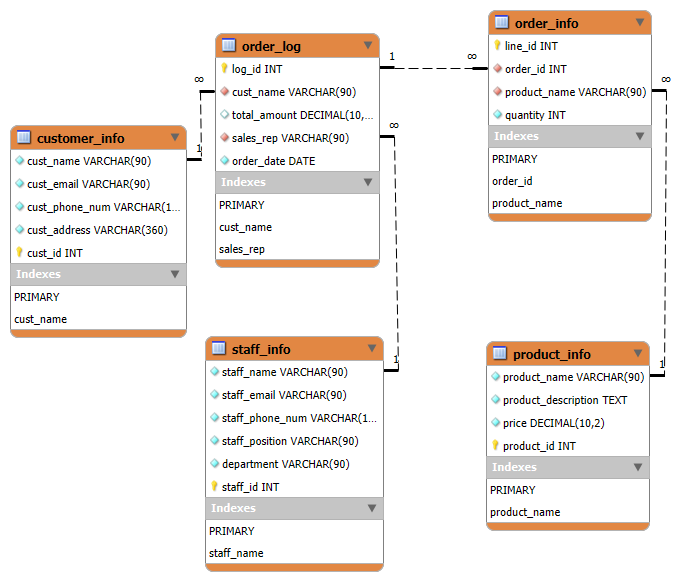 order_log
log_id INT
cust_name VARCHAR(90)
total_amount DECIMAL(10,...
sales_rep VARCHAR(90)
order_date DATE
Indexes
PRIMARY
cust_name
sales_rep
order_info
line_id INT
order_id INT
product_name VARCHAR(90)
quantity INT
Indexes
PRIMARY
order_id
product_name
1
∞
∞
∞
∞
1
customer_info
cust_name VARCHAR(90)
cust_email VARCHAR(90)
cust_phone_num VARCHAR(1...
cust_address VARCHAR(360)
cust_id INT
Indexes
PRIMARY
cust_name
staff_info
staff_name VARCHAR(90)
staff_email VARCHAR(90)
staff_phone_num VARCHAR(1...
staff_position VARCHAR(90)
department VARCHAR(90)
staff_id INT
Indexes
PRIMARY
staff_name
1
product_info
product_name VARCHAR(90)
product_description TEXT
price DECIMAL(10,2)
product_id INT
Indexes
PRIMARY
product_name
1